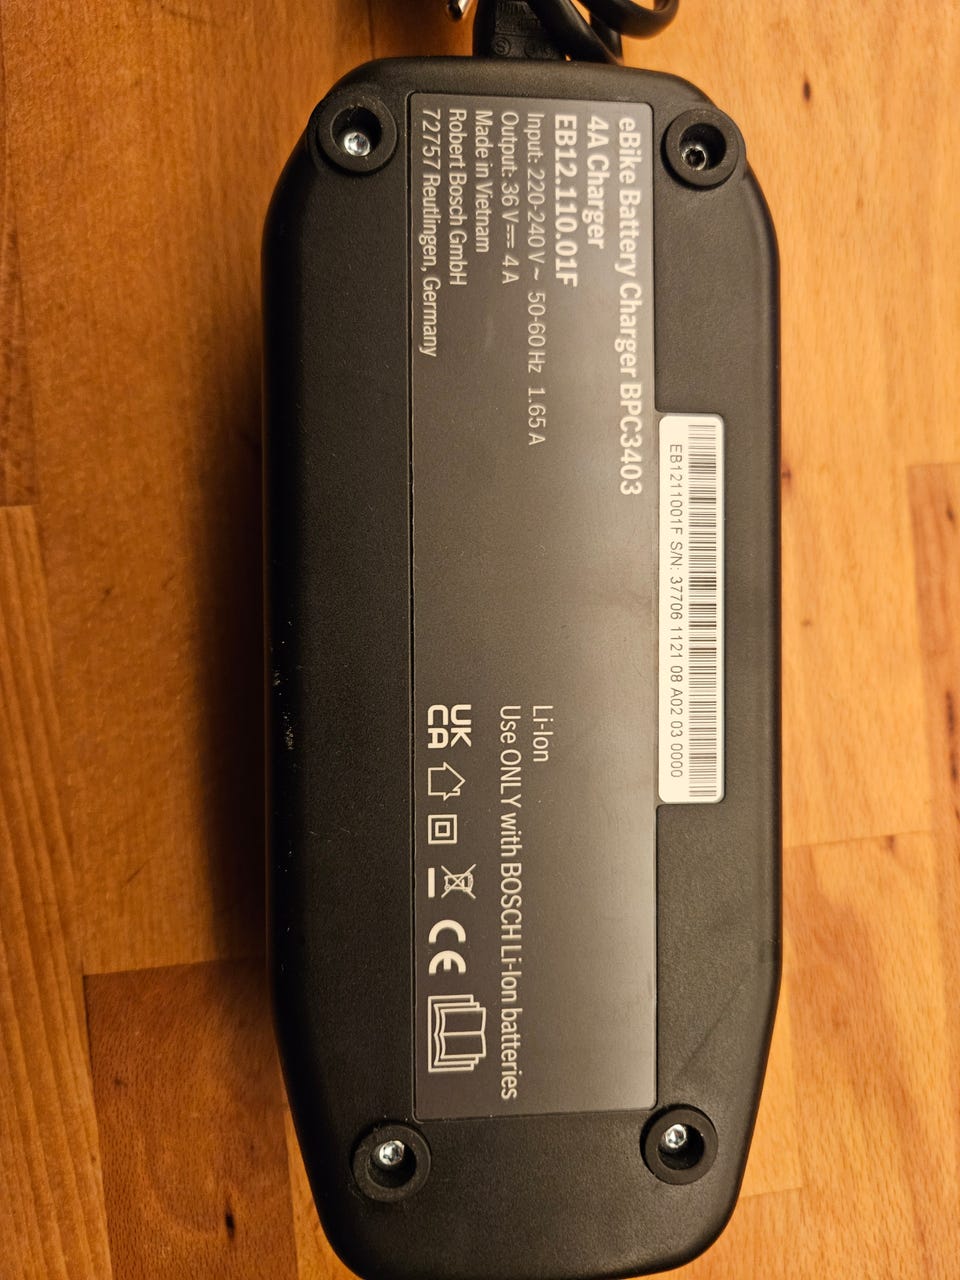 eBike Battery Charger BPC3403
4A Charger
EB12.110.01F
Input: 220-240 V ~ 50-60 Hz 1.65 A
Output: 36 V ⎓ 4 A
Made in Vietnam
Robert Bosch GmbH
72757 Reutlingen, Germany
EB1211001F S/N: 37706 1121 08 A02 03 0000
Li-Ion
Use ONLY with BOSCH Li-Ion batteries
UK
CA
CE